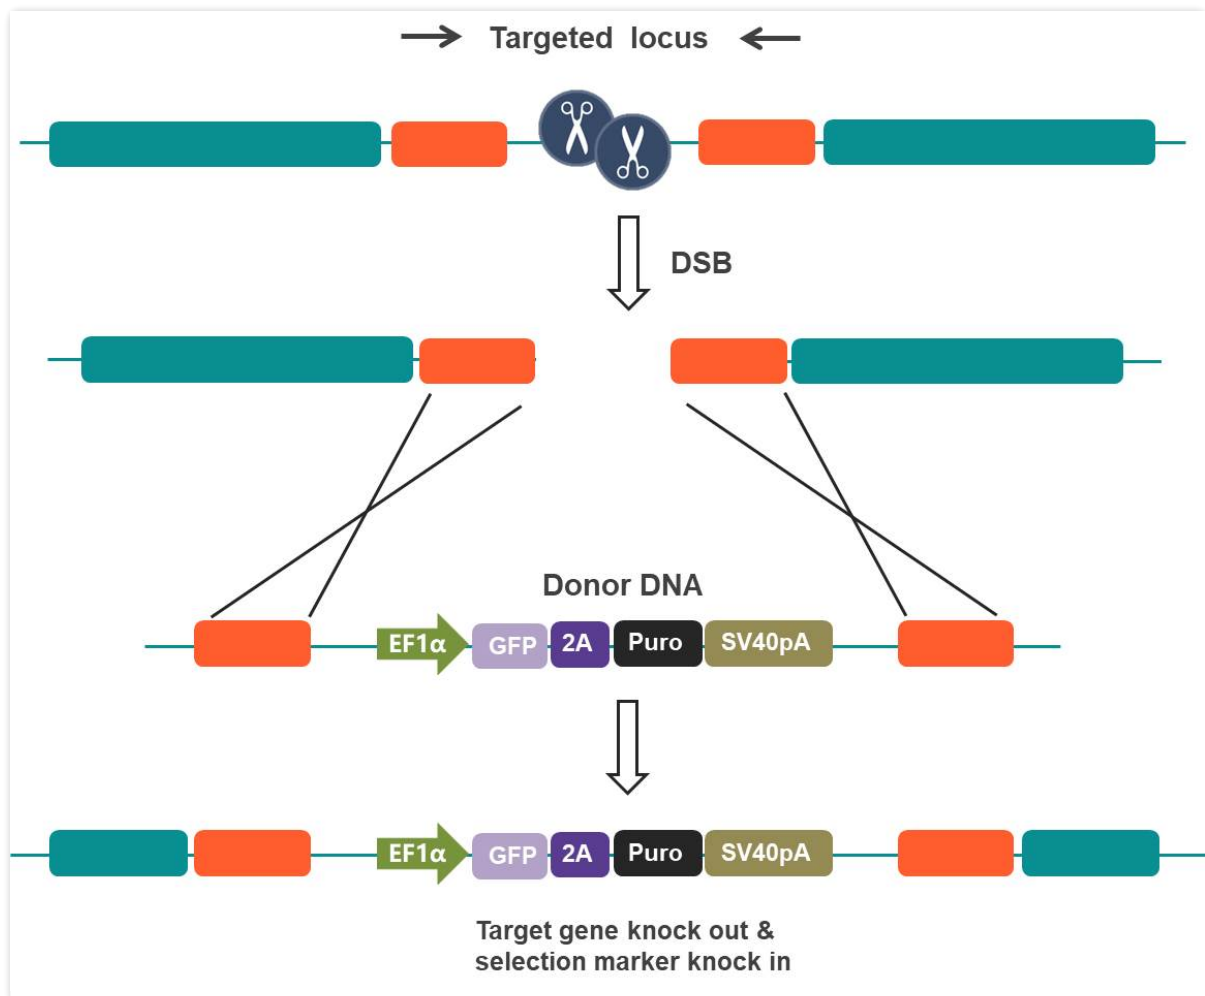 Targeted locus
DSB
Donor DNA
EF1α GFP 2A Puro SV40pA
EF1α GFP 2A Puro SV40pA
Target gene knock out &
selection marker knock in